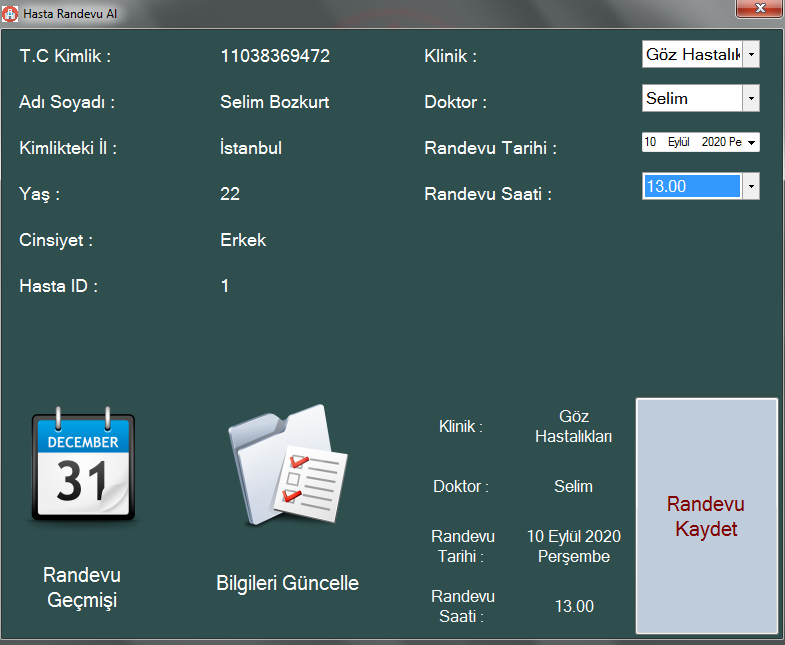 Hasta Randevu Al
T.C Kimlik : 11038369472 Klinik : Göz Hastalık
Adı Soyadı : Selim Bozkurt Doktor : Selim
Kimlikteki İl : İstanbul Randevu Tarihi : 10 Eylül 2020 Pe
Yaş : 22 Randevu Saati : 13.00
Cinsiyet : Erkek
Hasta ID : 1
DECEMBER
31
Randevu
Geçmişi
Bilgileri Güncelle
Klinik : Göz
Hastalıkları
Doktor : Selim
Randevu
Tarihi :
10 Eylül 2020
Perşembe
Randevu
Saati :
13.00
Randevu
Kaydet